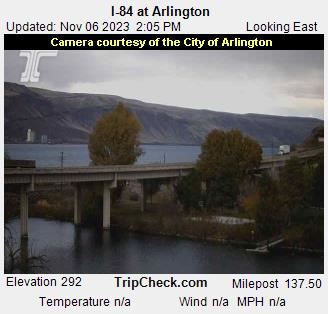 I-84 at Arlington
Updated: Nov 06 2023 2:05 PM Looking East
Camera courtesy of the City of Arlington
Elevation 292 TripCheck.com Milepost 137.50
Temperature n/a Wind n/a MPH n/a